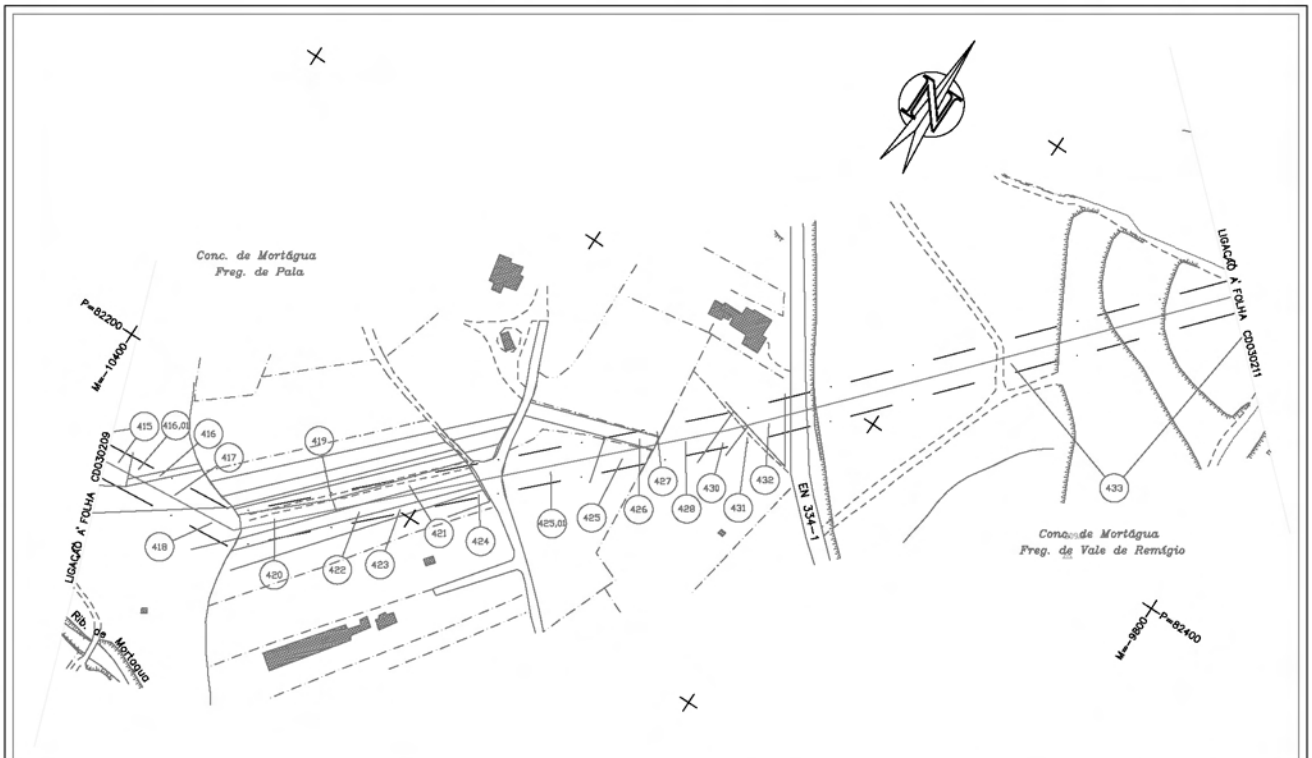 N
Conc. de Mortágua
Freg. de Pala
P=82200
M=-10400
LIGAÇÃO A' FOLHA CD030209
LIGAÇÃO A' FOLHA CD030211
415
416,01
416
417
419
418
420
422
423
421
424
425,01
425
426
427
428
430
431
432
EN 334-1
433
Conc. de Mortágua
Freg. de Vale de Remígio
Rib. de Mortagua
M=-9800
P=82400